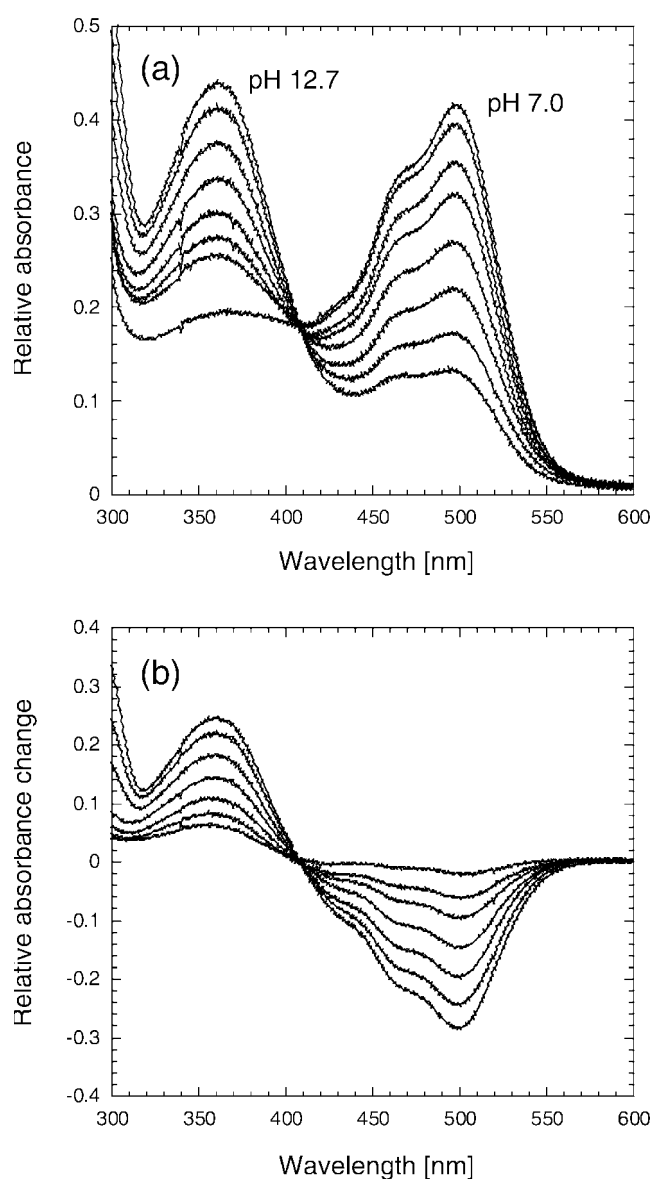 (a)
pH 12.7
pH 7.0
Relative absorbance
0.5
0.4
0.3
0.2
0.1
0
300 350 400 450 500 550 600
Wavelength [nm]
(b)
Relative absorbance change
0.4
0.3
0.2
0.1
0
-0.1
-0.2
-0.3
-0.4
300 350 400 450 500 550 600
Wavelength [nm]